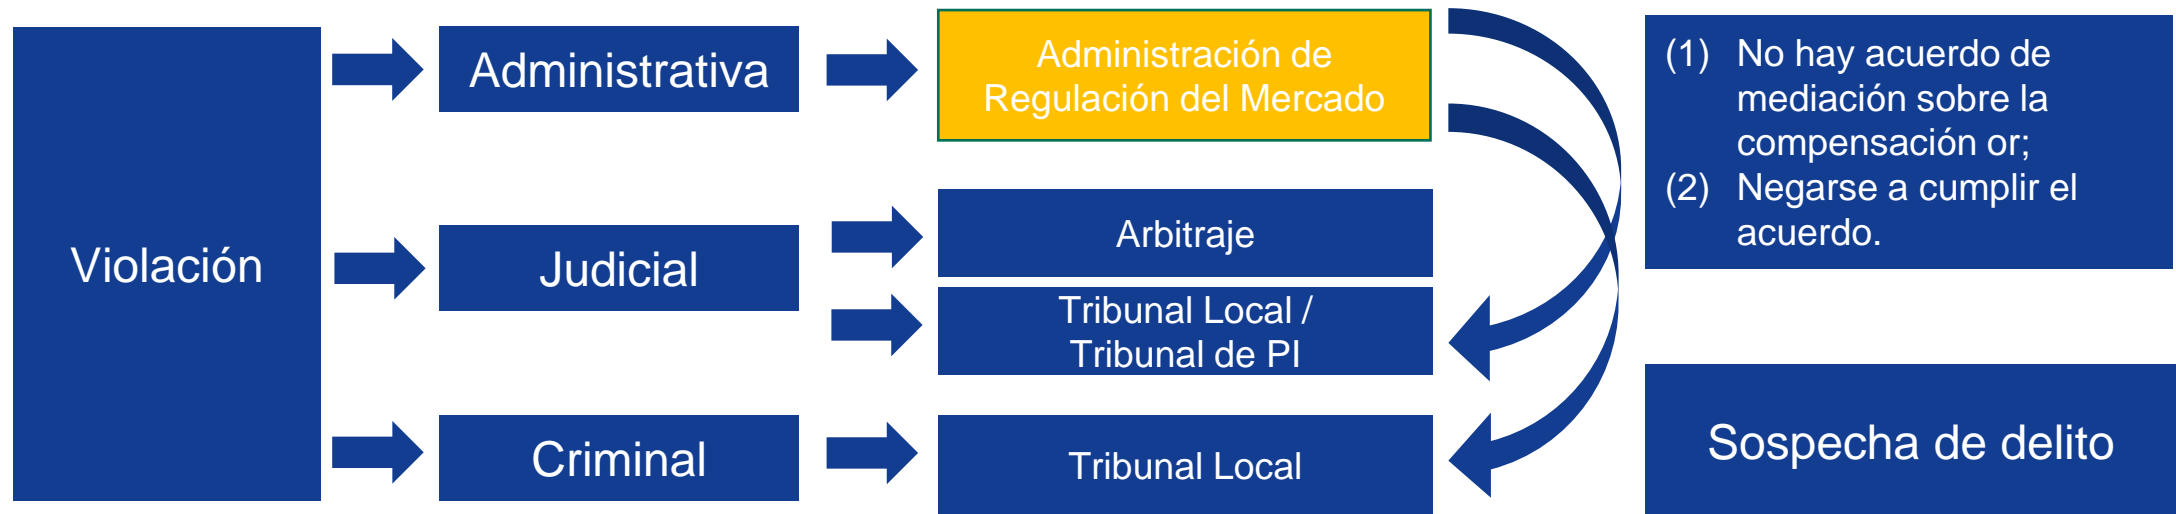 Violación
Administrativa
Administración de
Regulación del Mercado
Judicial
Arbitraje
Tribunal Local /
Tribunal de PI
Criminal
Tribunal Local
(1) No hay acuerdo de
mediación sobre la
compensación or;
(2) Negarse a cumplir el
acuerdo.
Sospecha de delito